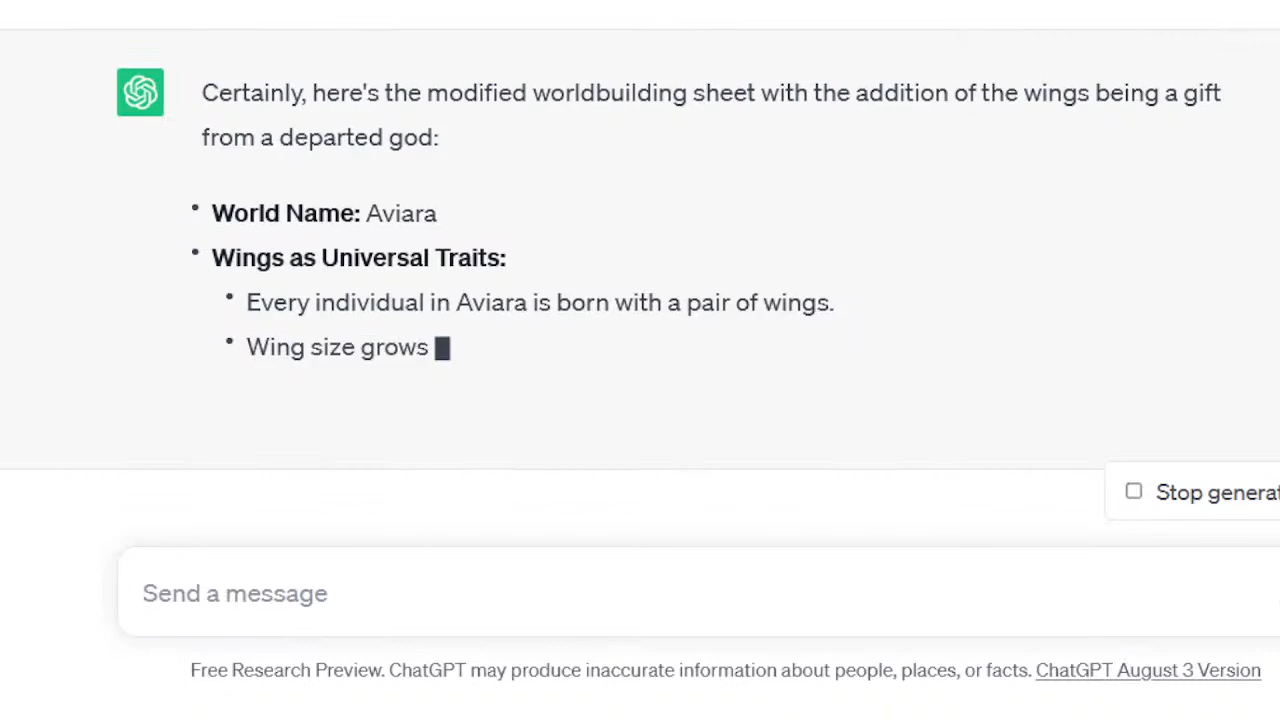 Certainly, here's the modified worldbuilding sheet with the addition of the wings being a gift
from a departed god:
• World Name: Aviara
• Wings as Universal Traits:
• Every individual in Aviara is born with a pair of wings.
• Wing size grows
Stop generat
Send a message
Free Research Preview. ChatGPT may produce inaccurate information about people, places, or facts. ChatGPT August 3 Version